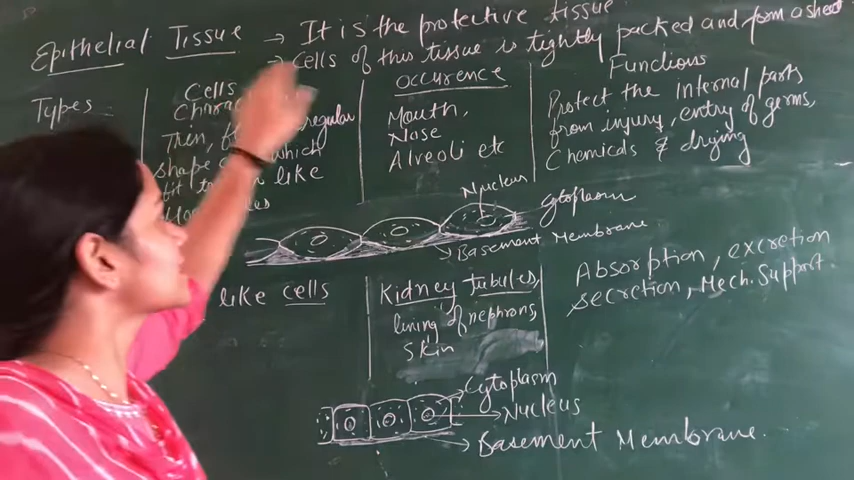 Epithelial Tissue → It is the protective tissue
→ Cells of this tissue is tightly packed and form a sheet
Types =
Cells
Occurence
Mouth,
Nose
Alveoli etc
Functions
Protect the internal parts
from injury, entry of germs,
Chemicals & drying
Thin, irregular
shape which
fit like
Nucleus
Cytoplasm
→ Basement Membrane
like cells
Kidney tubules,
lining of nephrons,
Skin
Absorption, excretion
secretion, Mech. Support.
Cytoplasm
→ Nucleus
→ Basement Membrane.